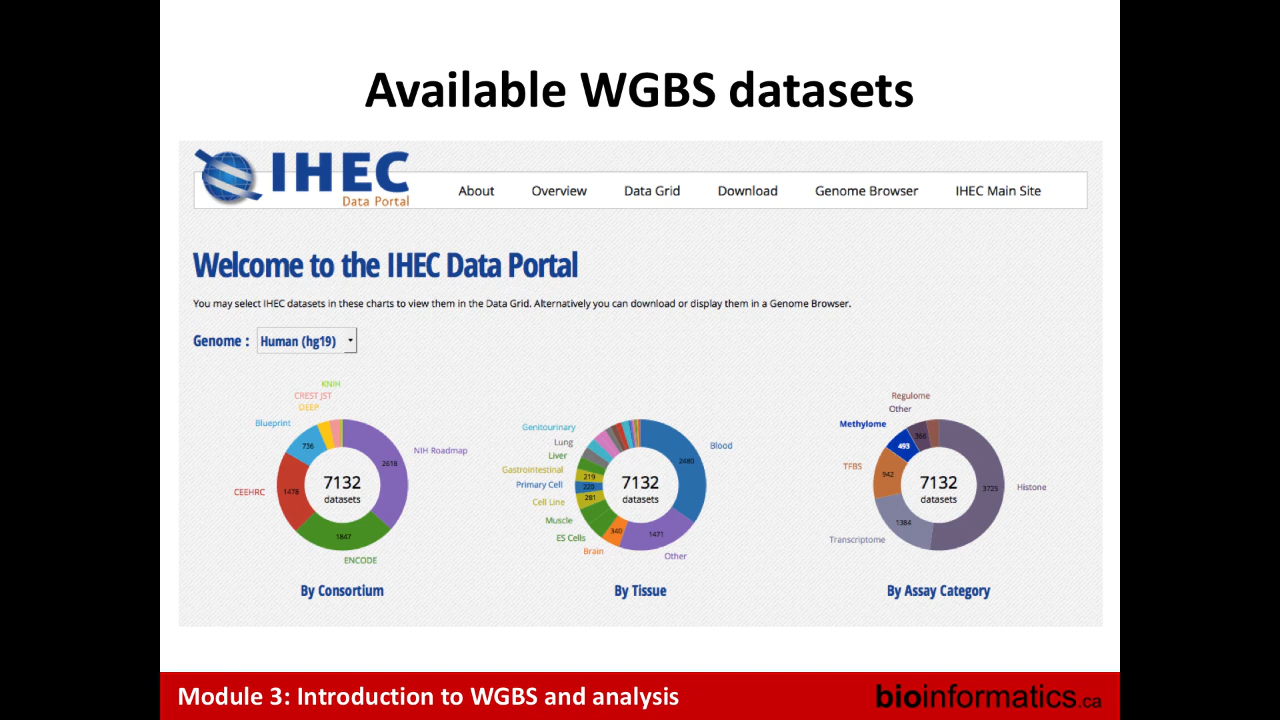 Available WGBS datasets
IHEC
Data Portal
About Overview Data Grid Download Genome Browser IHEC Main Site
Welcome to the IHEC Data Portal
You may select IHEC datasets in these charts to view them in the Data Grid. Alternatively you can download or display them in a Genome Browser.
Genome : Human (hg19)
KNIH
CREST JST
DEEP
Blueprint
736
NIH Roadmap
2618
CEEHRC
1478
7132
datasets
1847
ENCODE
By Consortium
Genitourinary
Lung
Liver
Gastrointestinal
219
Primary Cell
220
Cell Line
281
Muscle
ES Cells
Brain
340
Blood
2480
7132
datasets
1471
Other
By Tissue
Regulome
Other
366
Methylome
493
TFBS
942
7132
datasets
3725
Histone
1384
Transcriptome
By Assay Category
Module 3: Introduction to WGBS and analysis
bioinformatics.ca